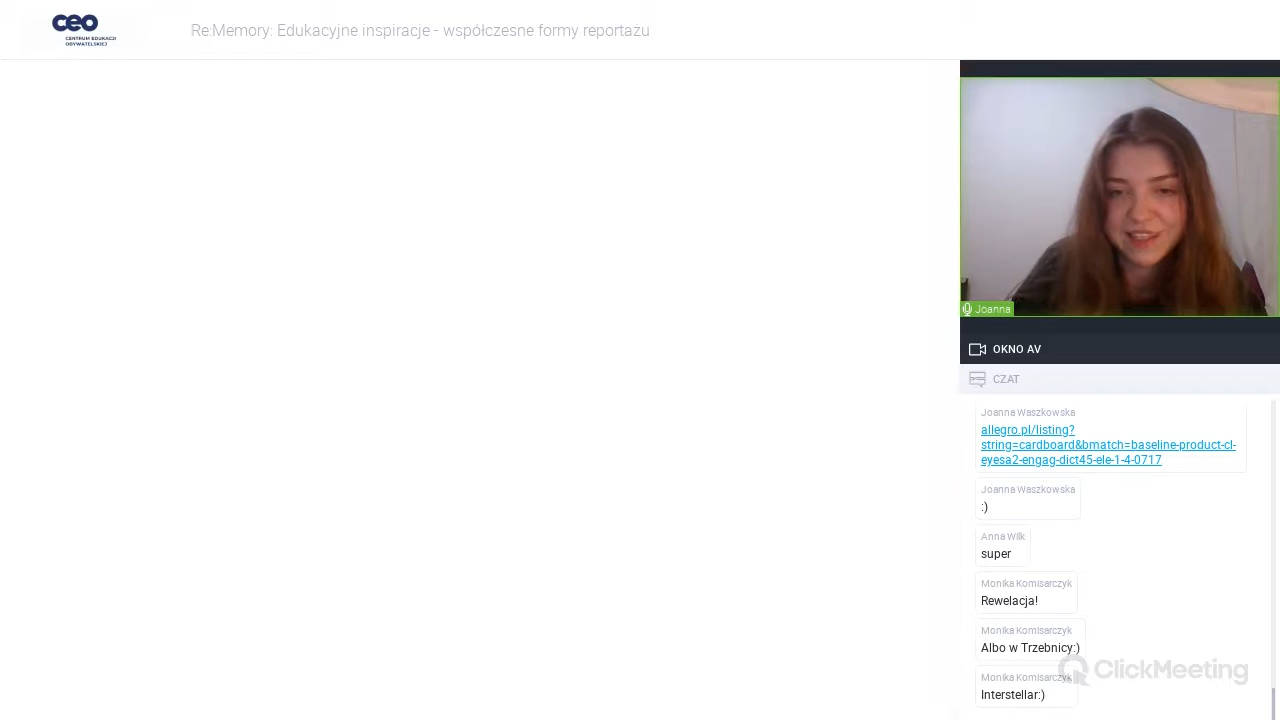 ceo
CENTRUM EDUKACJI
OBYWATELSKIEJ
Re:Memory: Edukacyjne inspiracje - współczesne formy reportażu
Joanna
OKNO AV
CZAT
Joanna Waszkowska
allegro.pl/listing?
string=cardboard&bmatch=baseline-product-cl-
eyesa2-engag-dict45-ele-1-4-0717
Joanna Waszkowska
:)
Anna Wilk
super
Monika Komisarczyk
Rewelacja!
Monika Komisarczyk
Albo w Trzebnicy:)
Monika Komisarczyk
Interstellar:)
ClickMeeting